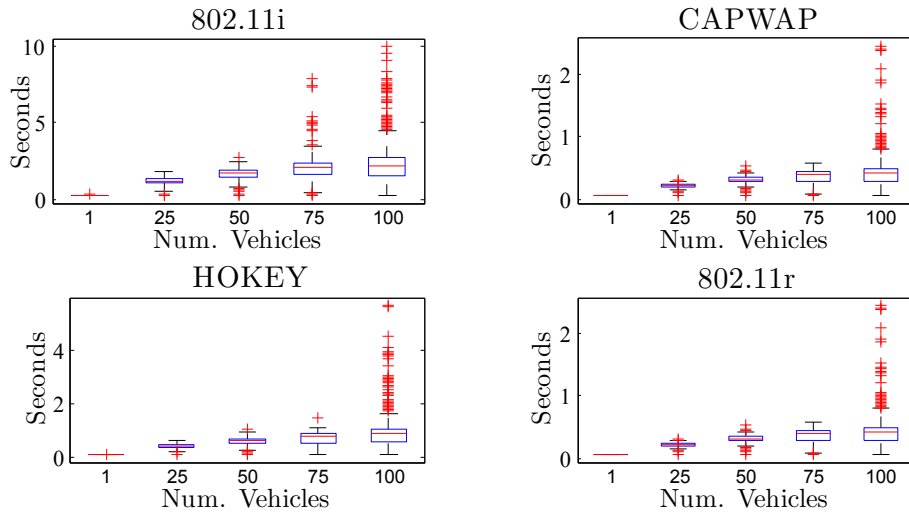 802.11i
CAPWAP
10
5
0
Seconds
1 25 50 75 100
Num. Vehicles
2
1
0
Seconds
1 25 50 75 100
Num. Vehicles
HOKEY
802.11r
4
2
0
Seconds
1 25 50 75 100
Num. Vehicles
2
1
0
Seconds
1 25 50 75 100
Num. Vehicles